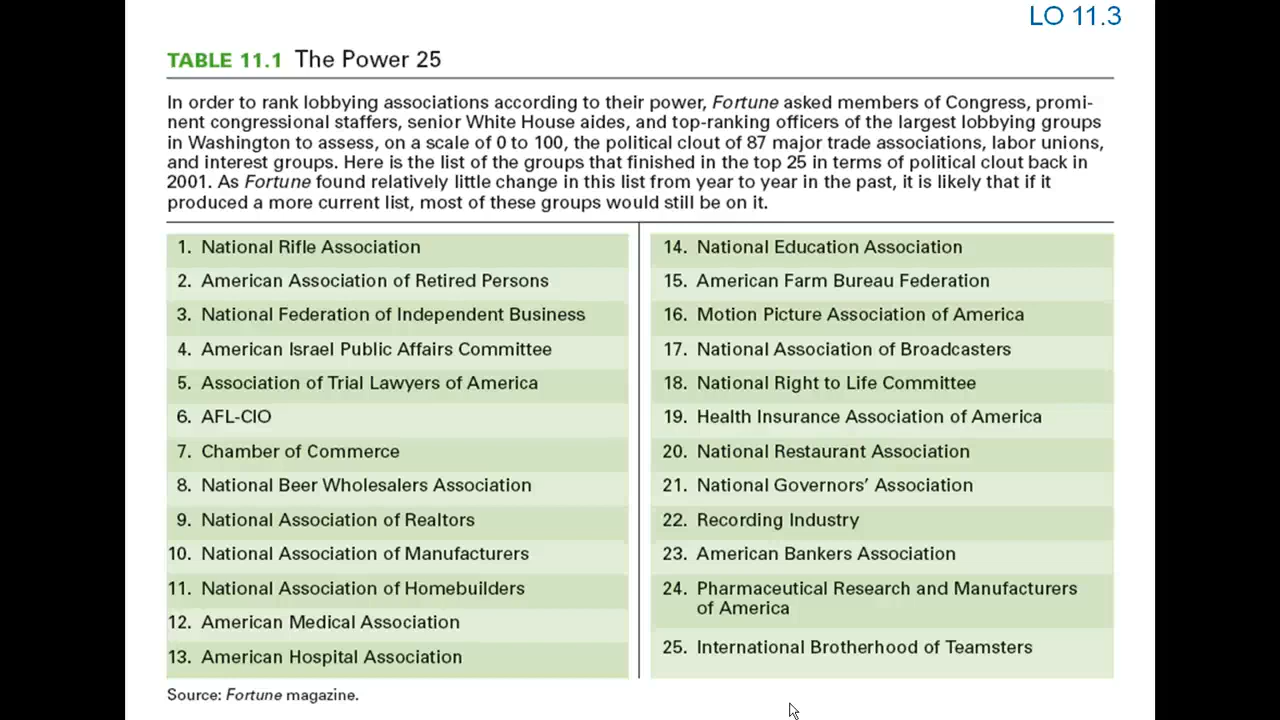 LO 11.3
TABLE 11.1 The Power 25
In order to rank lobbying associations according to their power, Fortune asked members of Congress, promi-
nent congressional staffers, senior White House aides, and top-ranking officers of the largest lobbying groups
in Washington to assess, on a scale of 0 to 100, the political clout of 87 major trade associations, labor unions,
and interest groups. Here is the list of the groups that finished in the top 25 in terms of political clout back in
2001. As Fortune found relatively little change in this list from year to year in the past, it is likely that if it
produced a more current list, most of these groups would still be on it.
1. National Rifle Association
2. American Association of Retired Persons
3. National Federation of Independent Business
4. American Israel Public Affairs Committee
5. Association of Trial Lawyers of America
6. AFL-CIO
7. Chamber of Commerce
8. National Beer Wholesalers Association
9. National Association of Realtors
10. National Association of Manufacturers
11. National Association of Homebuilders
12. American Medical Association
13. American Hospital Association
14. National Education Association
15. American Farm Bureau Federation
16. Motion Picture Association of America
17. National Association of Broadcasters
18. National Right to Life Committee
19. Health Insurance Association of America
20. National Restaurant Association
21. National Governors' Association
22. Recording Industry
23. American Bankers Association
24. Pharmaceutical Research and Manufacturers
of America
25. International Brotherhood of Teamsters
Source: Fortune magazine.